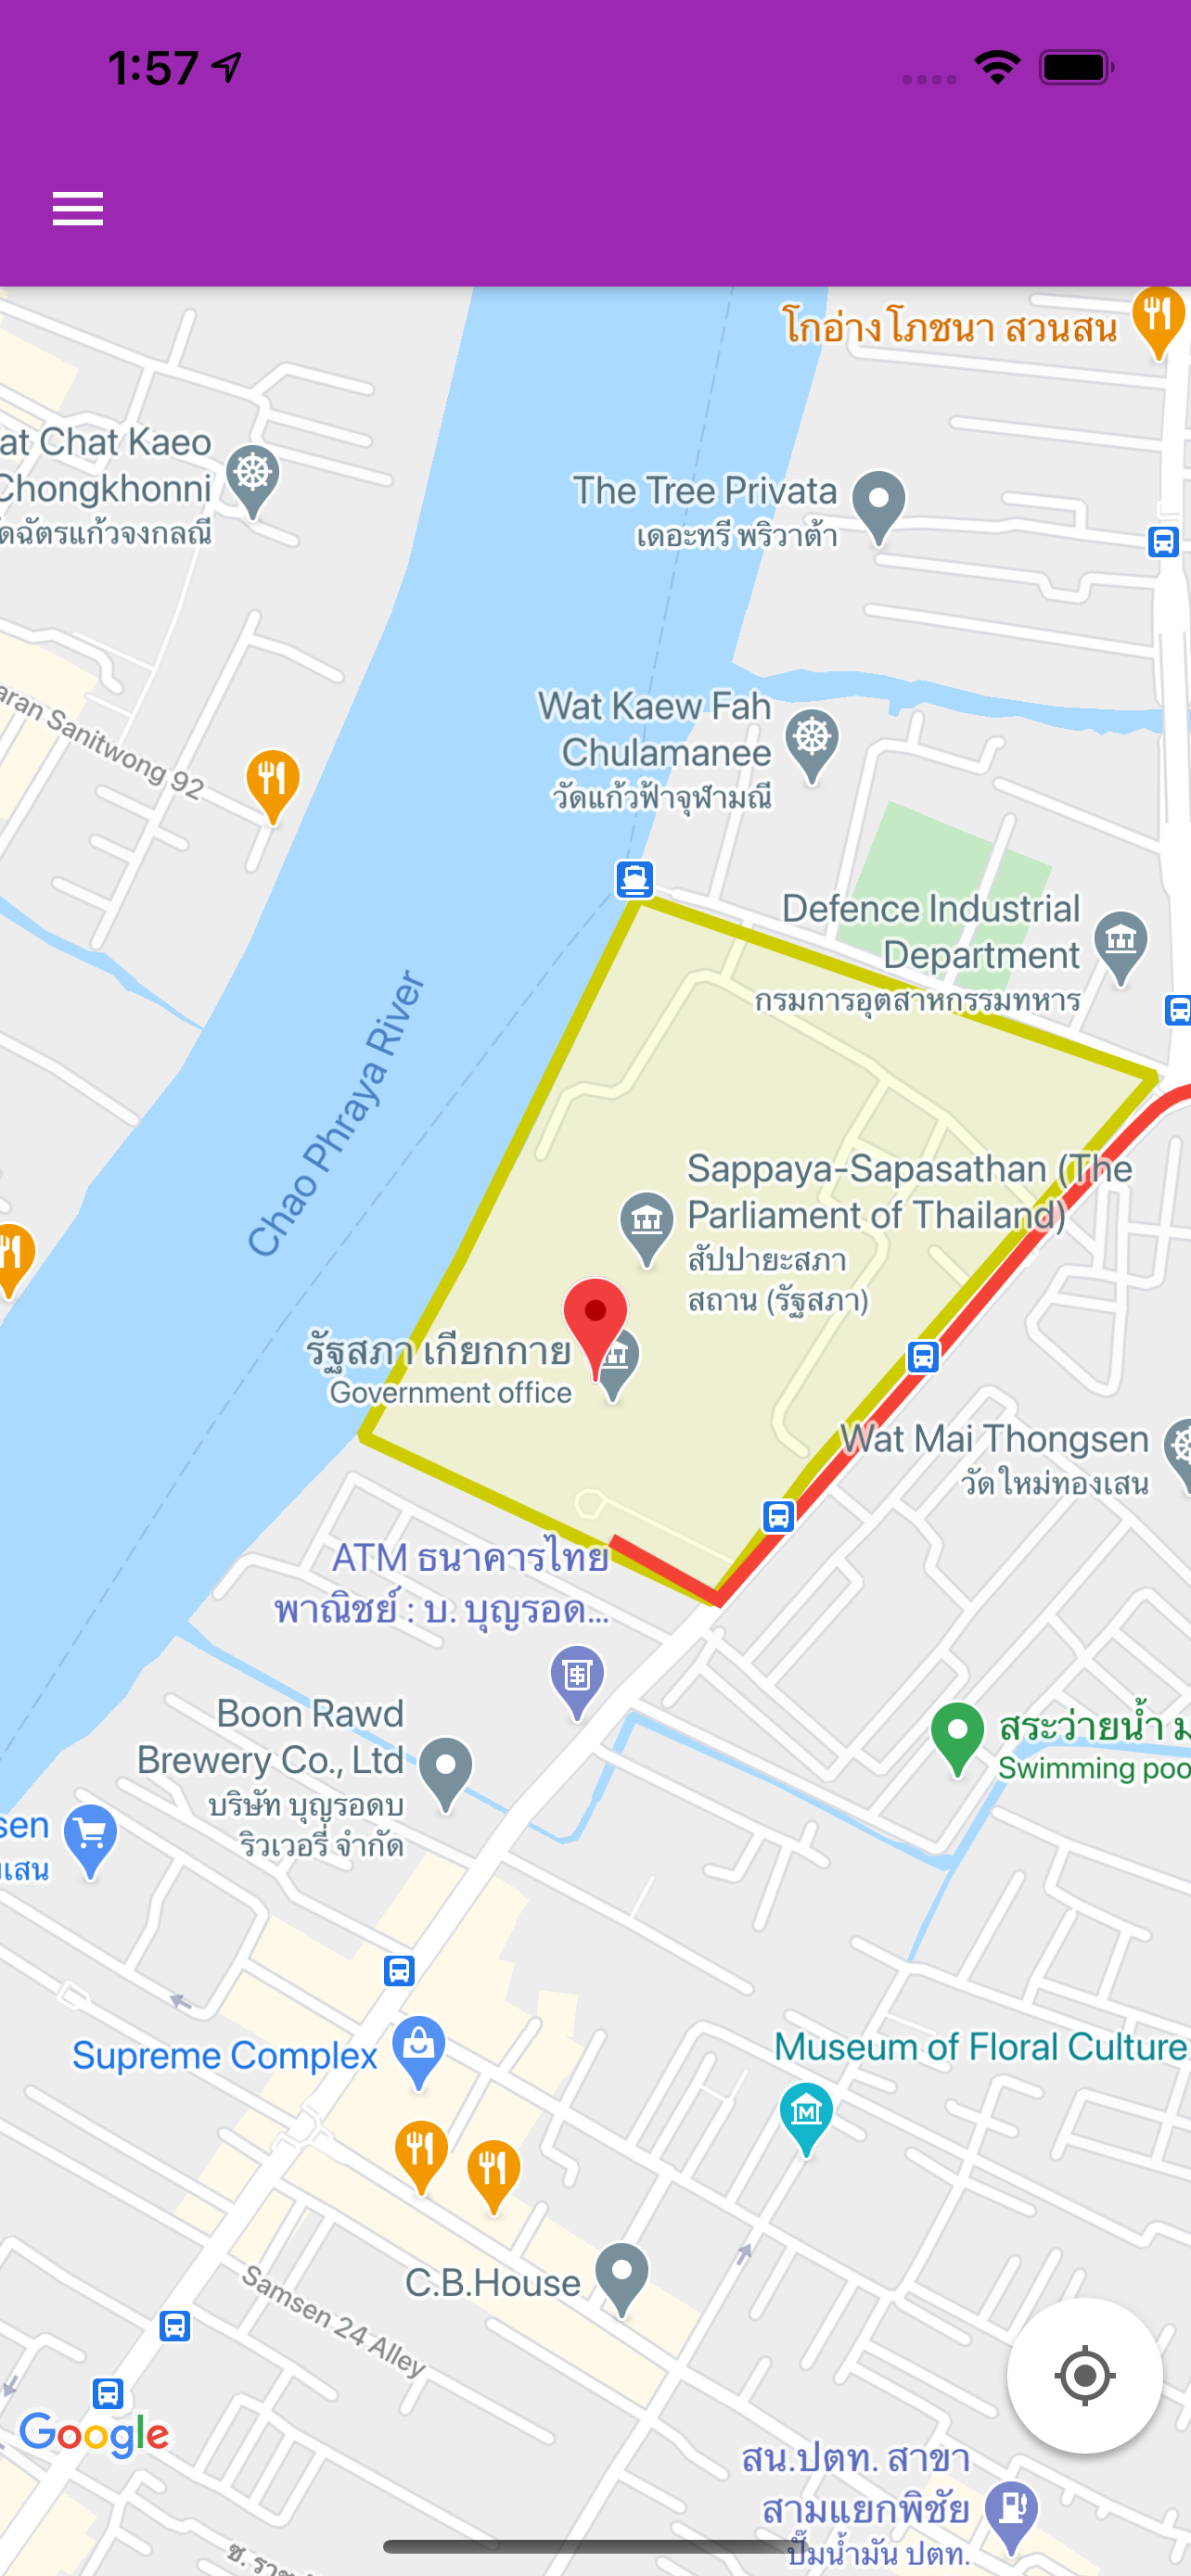 1:57
โกอ่างโภชนา สวนสน
at Chat Kaeo
Chongkhonni
ดฉัตรแก้วจงกลณี
The Tree Privata
เดอะทรี พริวาต้า
aran Sanitwong 92
Wat Kaew Fah
Chulamanee
วัดแก้วฟ้าจุฬามณี
Defence Industrial
Department
กรมการอุตสาหกรรมทหาร
Chao Phraya River
Sappaya-Sapasathan (The
Parliament of Thailand)
สัปปายะสภา
สถาน (รัฐสภา)
รัฐสภา เกียกกาย
Government office
Wat Mai Thongsen
วัดใหม่ทองเสน
ATM ธนาคารไทย
พาณิชย์ : บ. บุญรอด...
Boon Rawd
Brewery Co., Ltd
บริษัท บุญรอดบ
ริวเวอรี่ จำกัด
สระว่ายน้ำ ม
Swimming poo
sen
งเสน
Supreme Complex
Museum of Floral Culture
C.B.House
Samsen 24 Alley
Google
สน.ปตท. สาขา
สามแยกพิชัย
ปั๊มน้ำมัน ปตท.